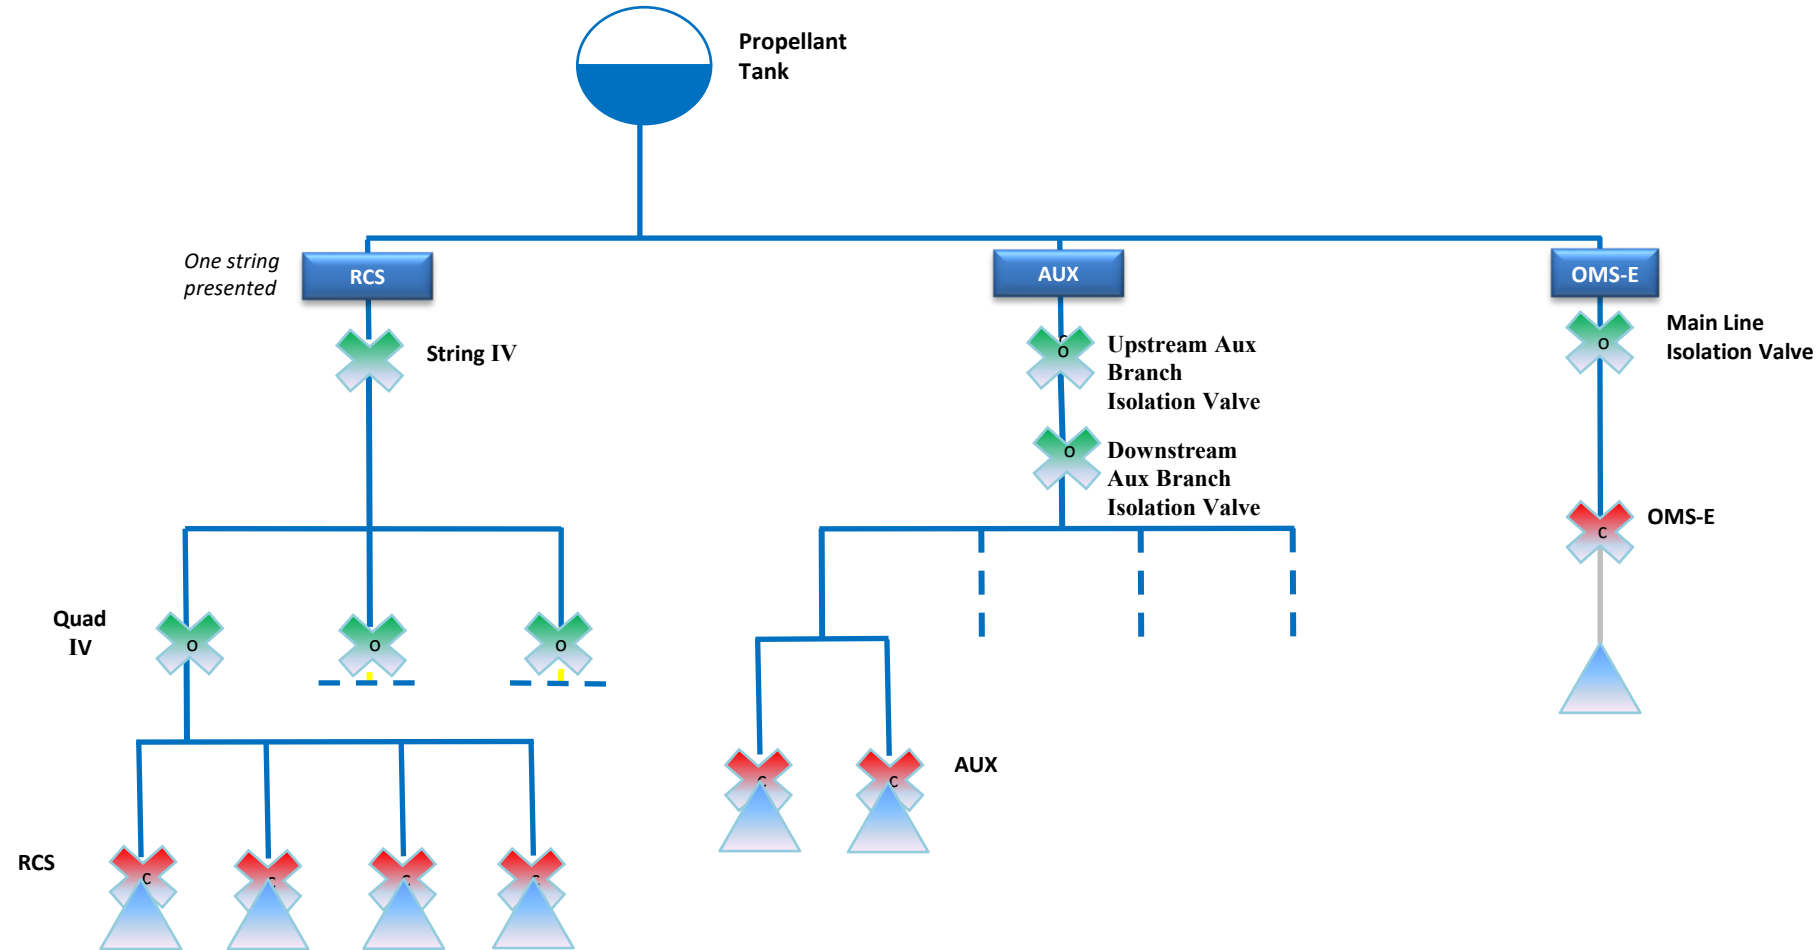 Propellant
Tank
One string
presented
RCS
AUX
OMS-E
String IV
O
Upstream Aux
Branch
Isolation Valve
O
Main Line
Isolation Valve
O
Downstream
Aux Branch
Isolation Valve
C
OMS-E
Quad
IV
O
O
O
C
C
AUX
RCS
C
C
C
C